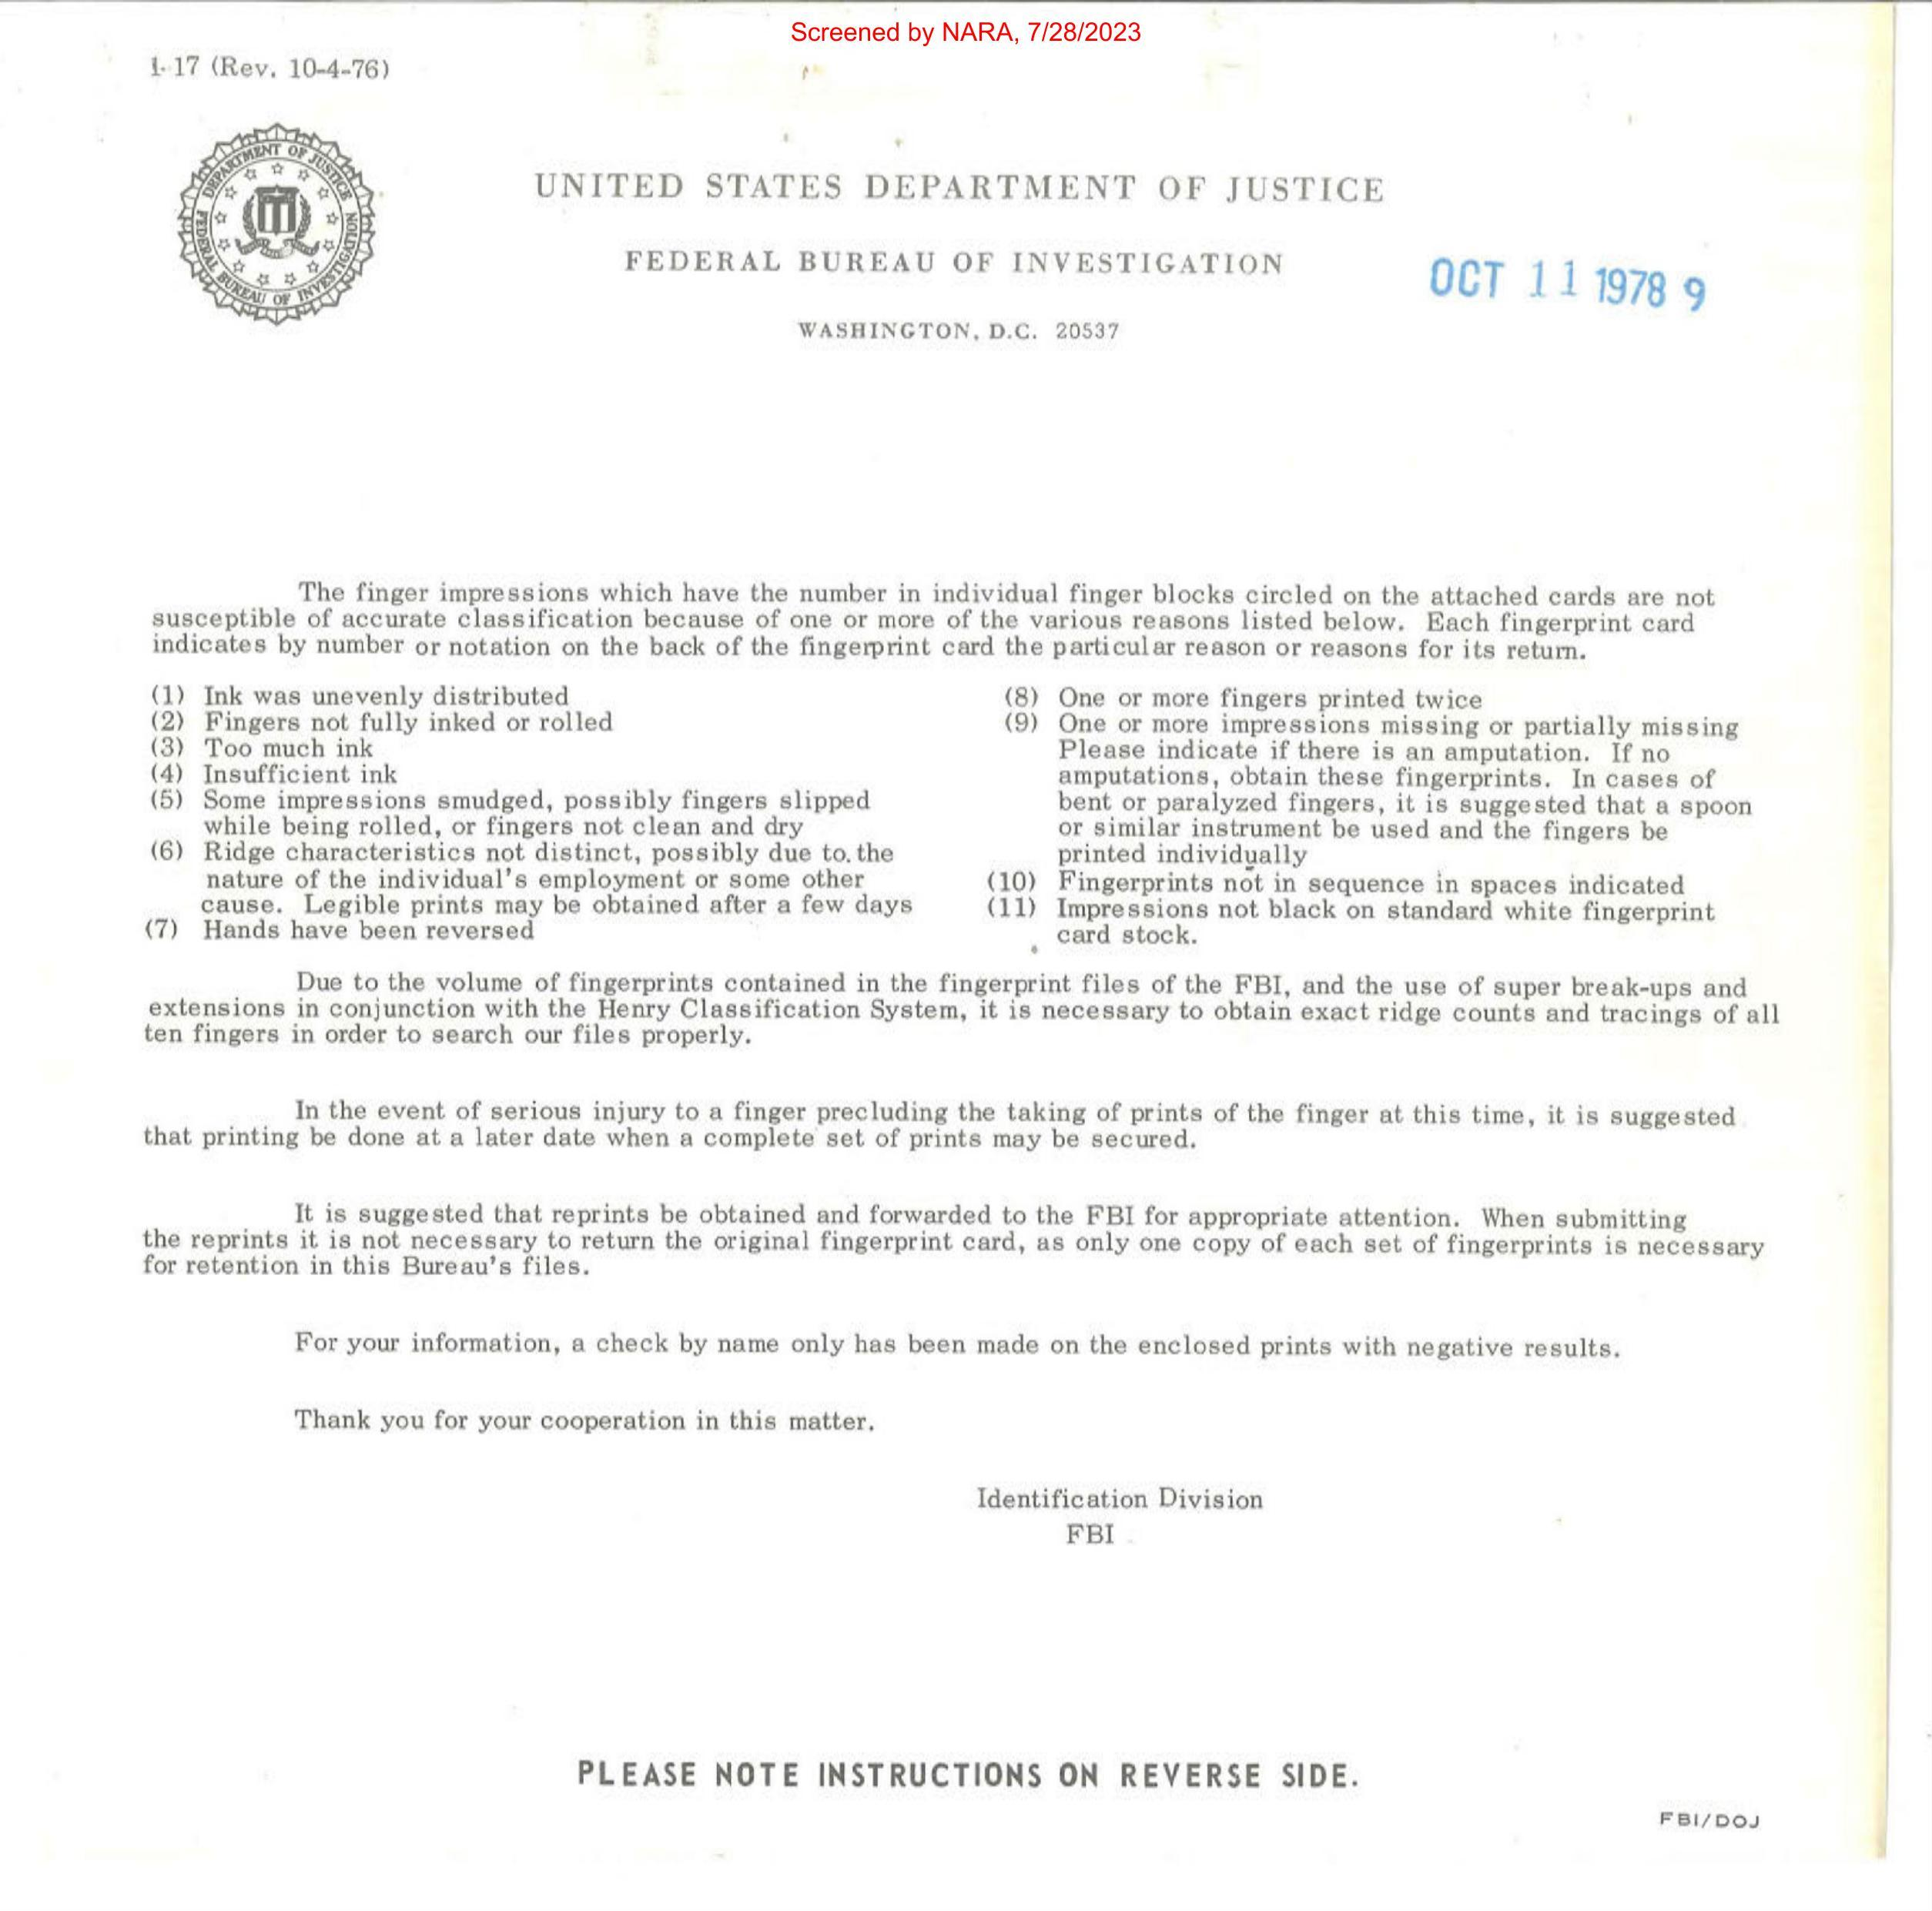 Screened by NARA, 7/28/2023
1-17 (Rev. 10-4-76)
DEPARTMENT OF JUSTICE
FEDERAL BUREAU OF INVESTIGATION
UNITED STATES DEPARTMENT OF JUSTICE
FEDERAL BUREAU OF INVESTIGATION
OCT 11 1978 9
WASHINGTON, D.C. 20537
The finger impressions which have the number in individual finger blocks circled on the attached cards are not
susceptible of accurate classification because of one or more of the various reasons listed below. Each fingerprint card
indicates by number or notation on the back of the fingerprint card the particular reason or reasons for its return.
(1) Ink was unevenly distributed
(2) Fingers not fully inked or rolled
(3) Too much ink
(4) Insufficient ink
(5) Some impressions smudged, possibly fingers slipped
while being rolled, or fingers not clean and dry
(6) Ridge characteristics not distinct, possibly due to the
nature of the individual's employment or some other
cause. Legible prints may be obtained after a few days
(7) Hands have been reversed
(8) One or more fingers printed twice
(9) One or more impressions missing or partially missing
Please indicate if there is an amputation. If no
amputations, obtain these fingerprints. In cases of
bent or paralyzed fingers, it is suggested that a spoon
or similar instrument be used and the fingers be
printed individually
(10) Fingerprints not in sequence in spaces indicated
(11) Impressions not black on standard white fingerprint
card stock.
Due to the volume of fingerprints contained in the fingerprint files of the FBI, and the use of super break-ups and
extensions in conjunction with the Henry Classification System, it is necessary to obtain exact ridge counts and tracings of all
ten fingers in order to search our files properly.
In the event of serious injury to a finger precluding the taking of prints of the finger at this time, it is suggested
that printing be done at a later date when a complete set of prints may be secured.
It is suggested that reprints be obtained and forwarded to the FBI for appropriate attention. When submitting
the reprints it is not necessary to return the original fingerprint card, as only one copy of each set of fingerprints is necessary
for retention in this Bureau's files.
For your information, a check by name only has been made on the enclosed prints with negative results.
Thank you for your cooperation in this matter.
Identification Division
FBI
PLEASE NOTE INSTRUCTIONS ON REVERSE SIDE.
FBI/DOJ